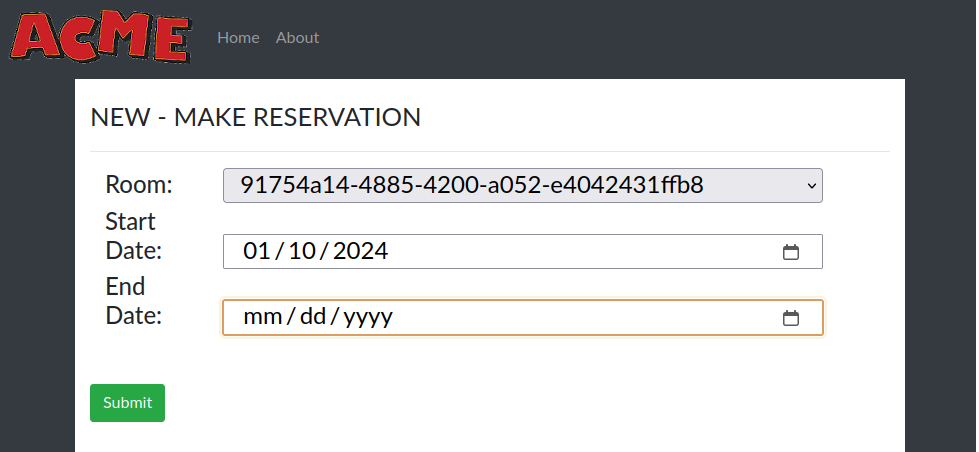 ACME Home About
NEW - MAKE RESERVATION
Room: 91754a14-4885-4200-a052-e4042431ffb8
Start
Date: 01/10/2024
End
Date: mm/dd/yyyy
Submit